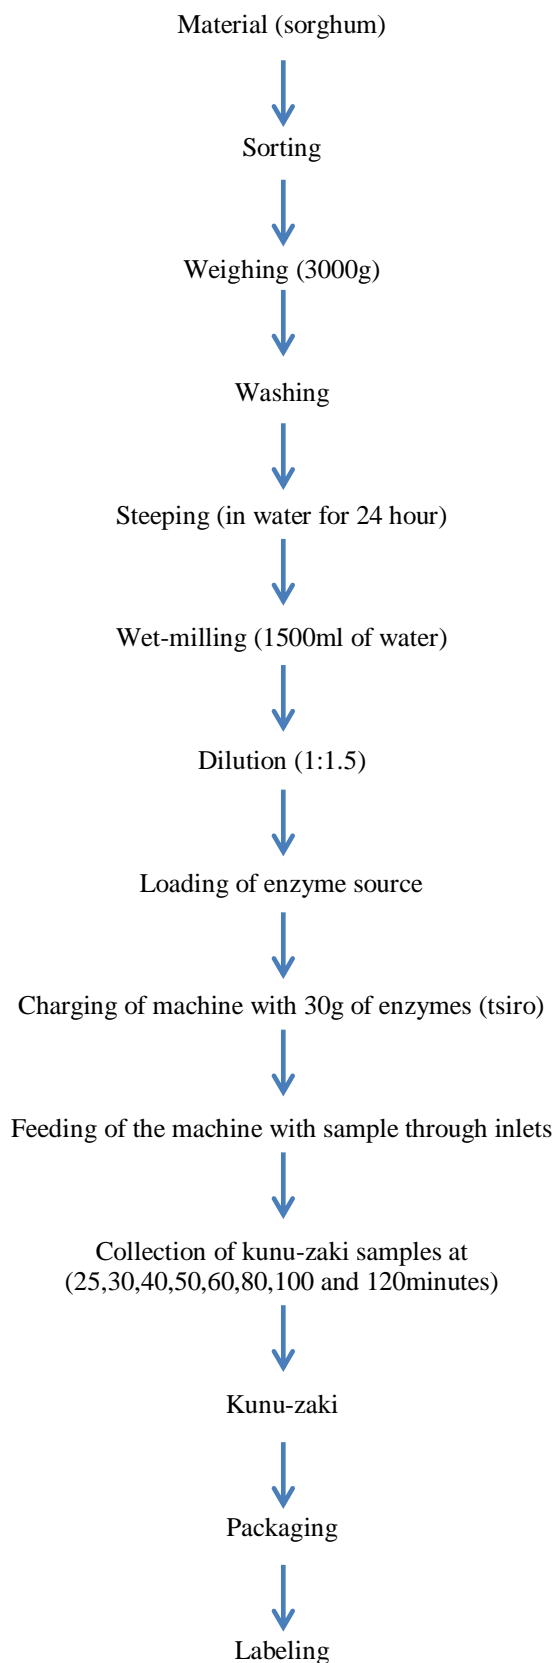 Material (sorghum)
Sorting
Weighing (3000g)
Washing
Steeping (in water for 24 hour)
Wet-milling (1500ml of water)
Dilution (1:1.5)
Loading of enzyme source
Charging of machine with 30g of enzymes (tsiro)
Feeding of the machine with sample through inlets
Collection of kunu-zaki samples at
(25,30,40,50,60,80,100 and 120minutes)
Kunu-zaki
Packaging
Labeling